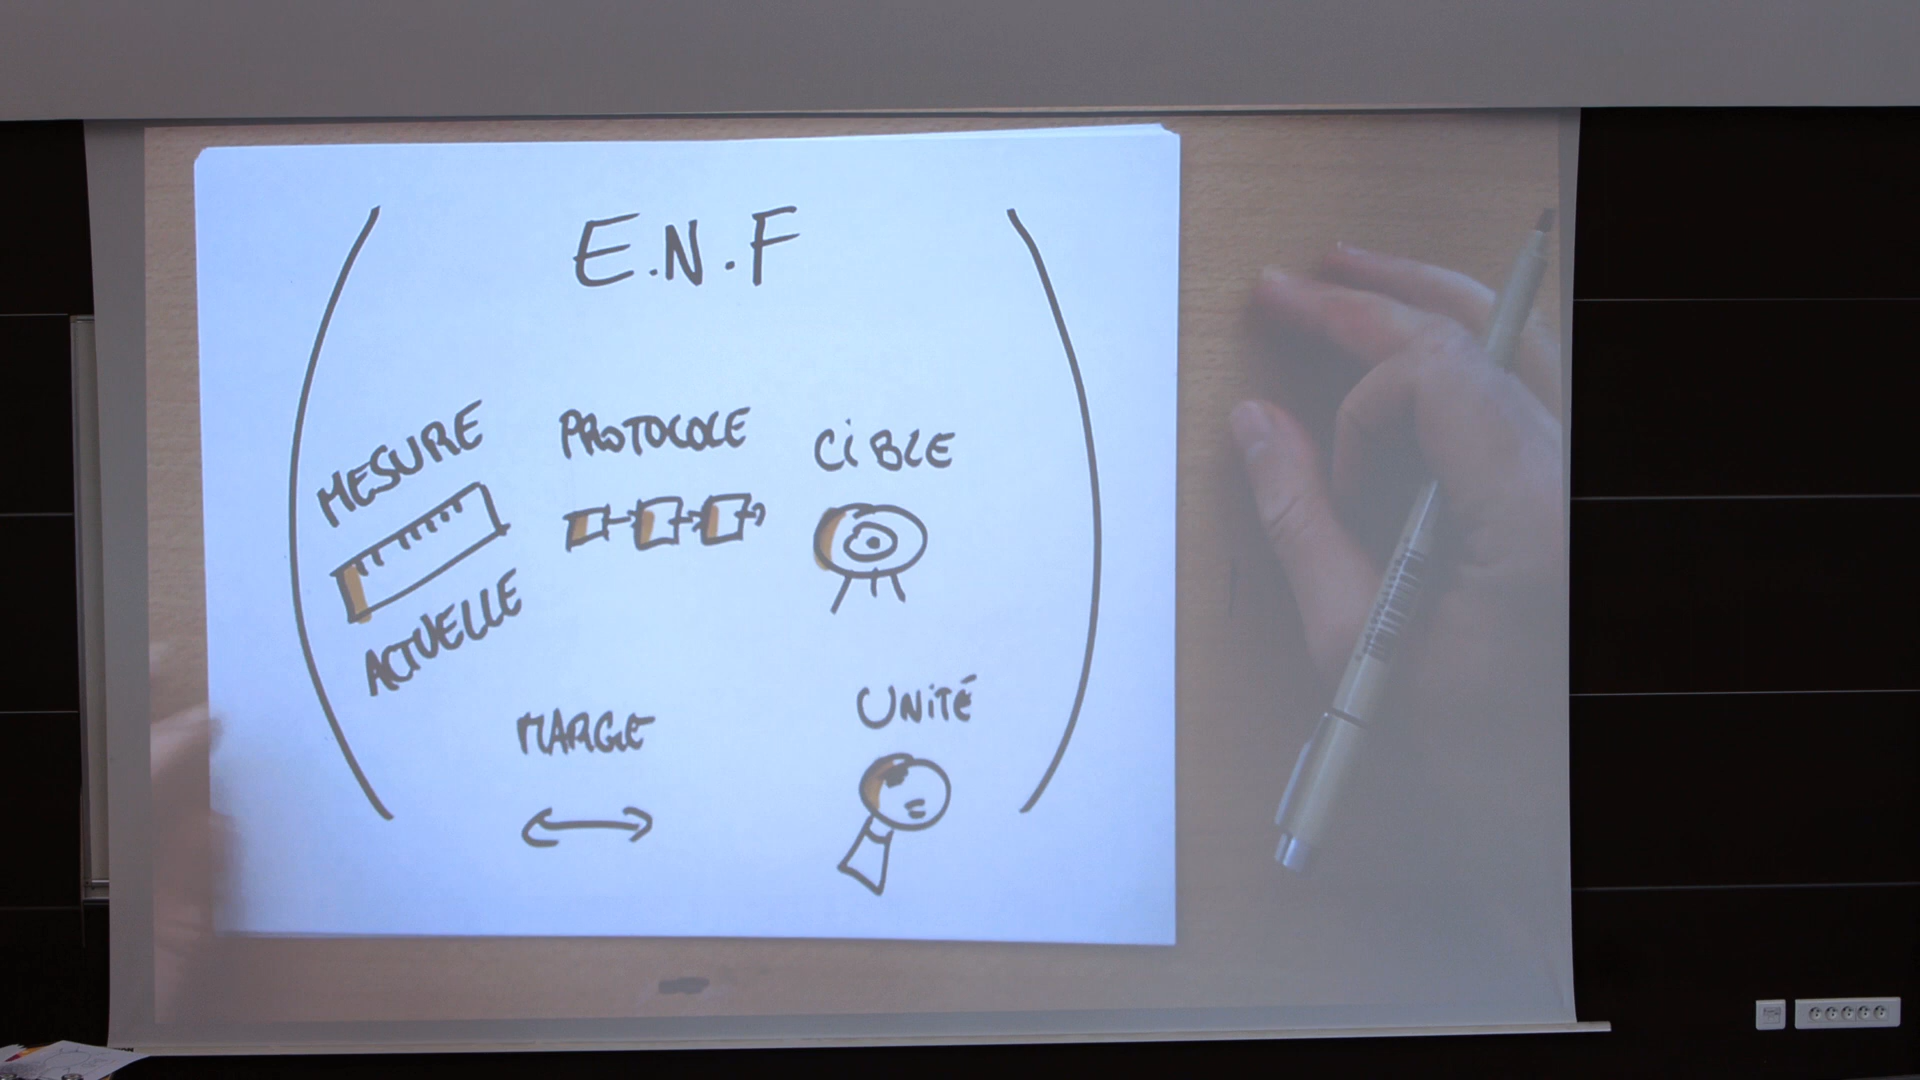 E.N.F
MESURE
ACTUELLE
PROTOCOLE
CiBLE
MARGE
UNiTÉ